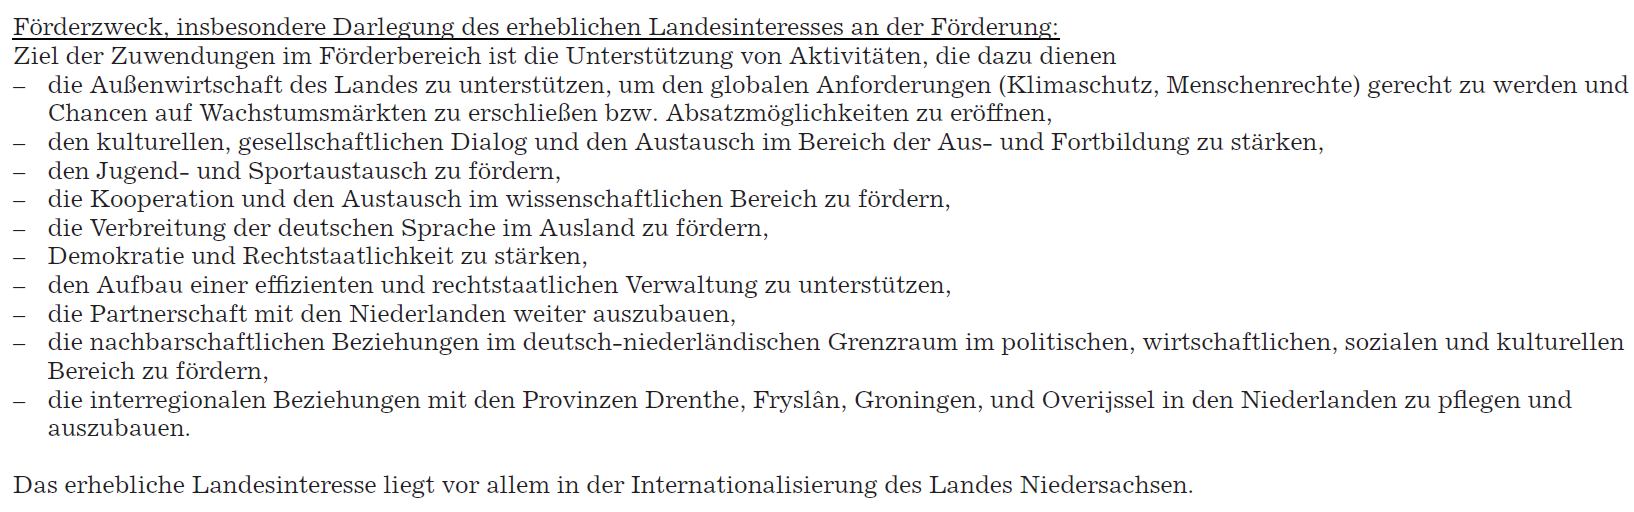 Förderzweck, insbesondere Darlegung des erheblichen Landesinteresses an der Förderung:
Ziel der Zuwendungen im Förderbereich ist die Unterstützung von Aktivitäten, die dazu dienen
– die Außenwirtschaft des Landes zu unterstützen, um den globalen Anforderungen (Klimaschutz, Menschenrechte) gerecht zu werden und
Chancen auf Wachstumsmärkten zu erschließen bzw. Absatzmöglichkeiten zu eröffnen,
– den kulturellen, gesellschaftlichen Dialog und den Austausch im Bereich der Aus- und Fortbildung zu stärken,
– den Jugend- und Sportaustausch zu fördern,
– die Kooperation und den Austausch im wissenschaftlichen Bereich zu fördern,
– die Verbreitung der deutschen Sprache im Ausland zu fördern,
– Demokratie und Rechtstaatlichkeit zu stärken,
– den Aufbau einer effizienten und rechtstaatlichen Verwaltung zu unterstützen,
– die Partnerschaft mit den Niederlanden weiter auszubauen,
– die nachbarschaftlichen Beziehungen im deutsch-niederländischen Grenzraum im politischen, wirtschaftlichen, sozialen und kulturellen
Bereich zu fördern,
– die interregionalen Beziehungen mit den Provinzen Drenthe, Fryslân, Groningen, und Overijssel in den Niederlanden zu pflegen und
auszubauen.
Das erhebliche Landesinteresse liegt vor allem in der Internationalisierung des Landes Niedersachsen.